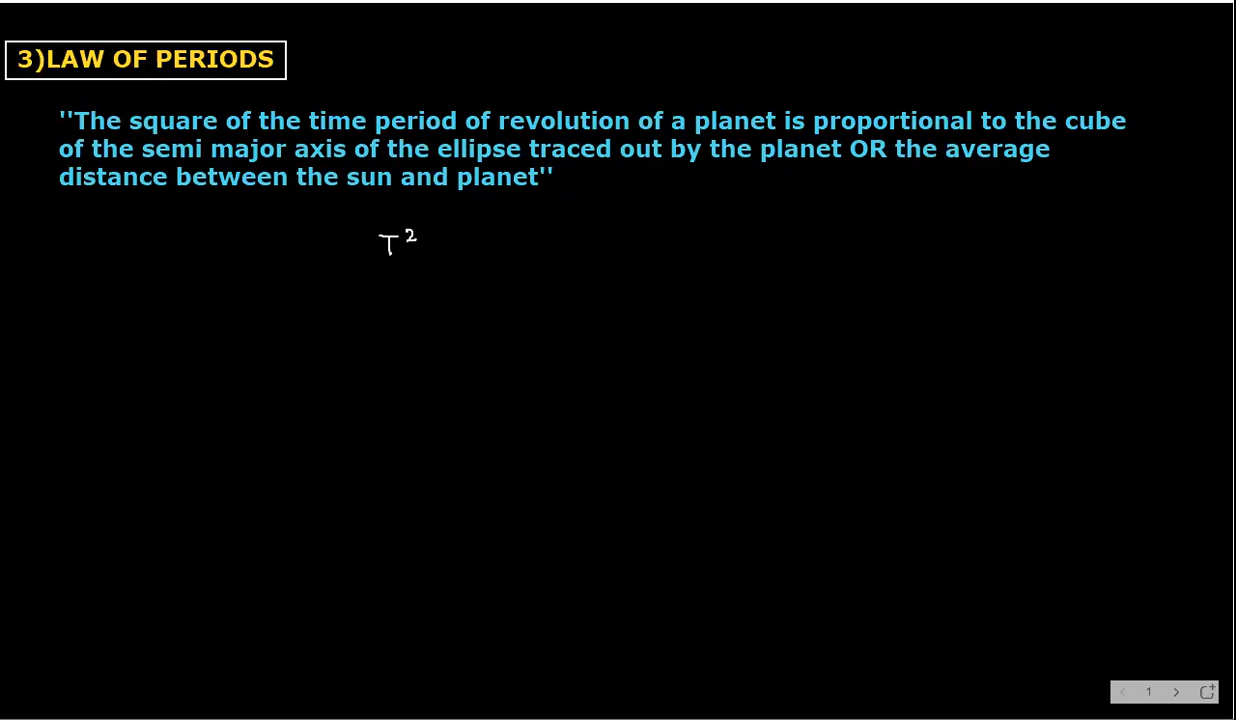 3)LAW OF PERIODS
''The square of the time period of revolution of a planet is proportional to the cube
of the semi major axis of the ellipse traced out by the planet OR the average
distance between the sun and planet''
T²
1